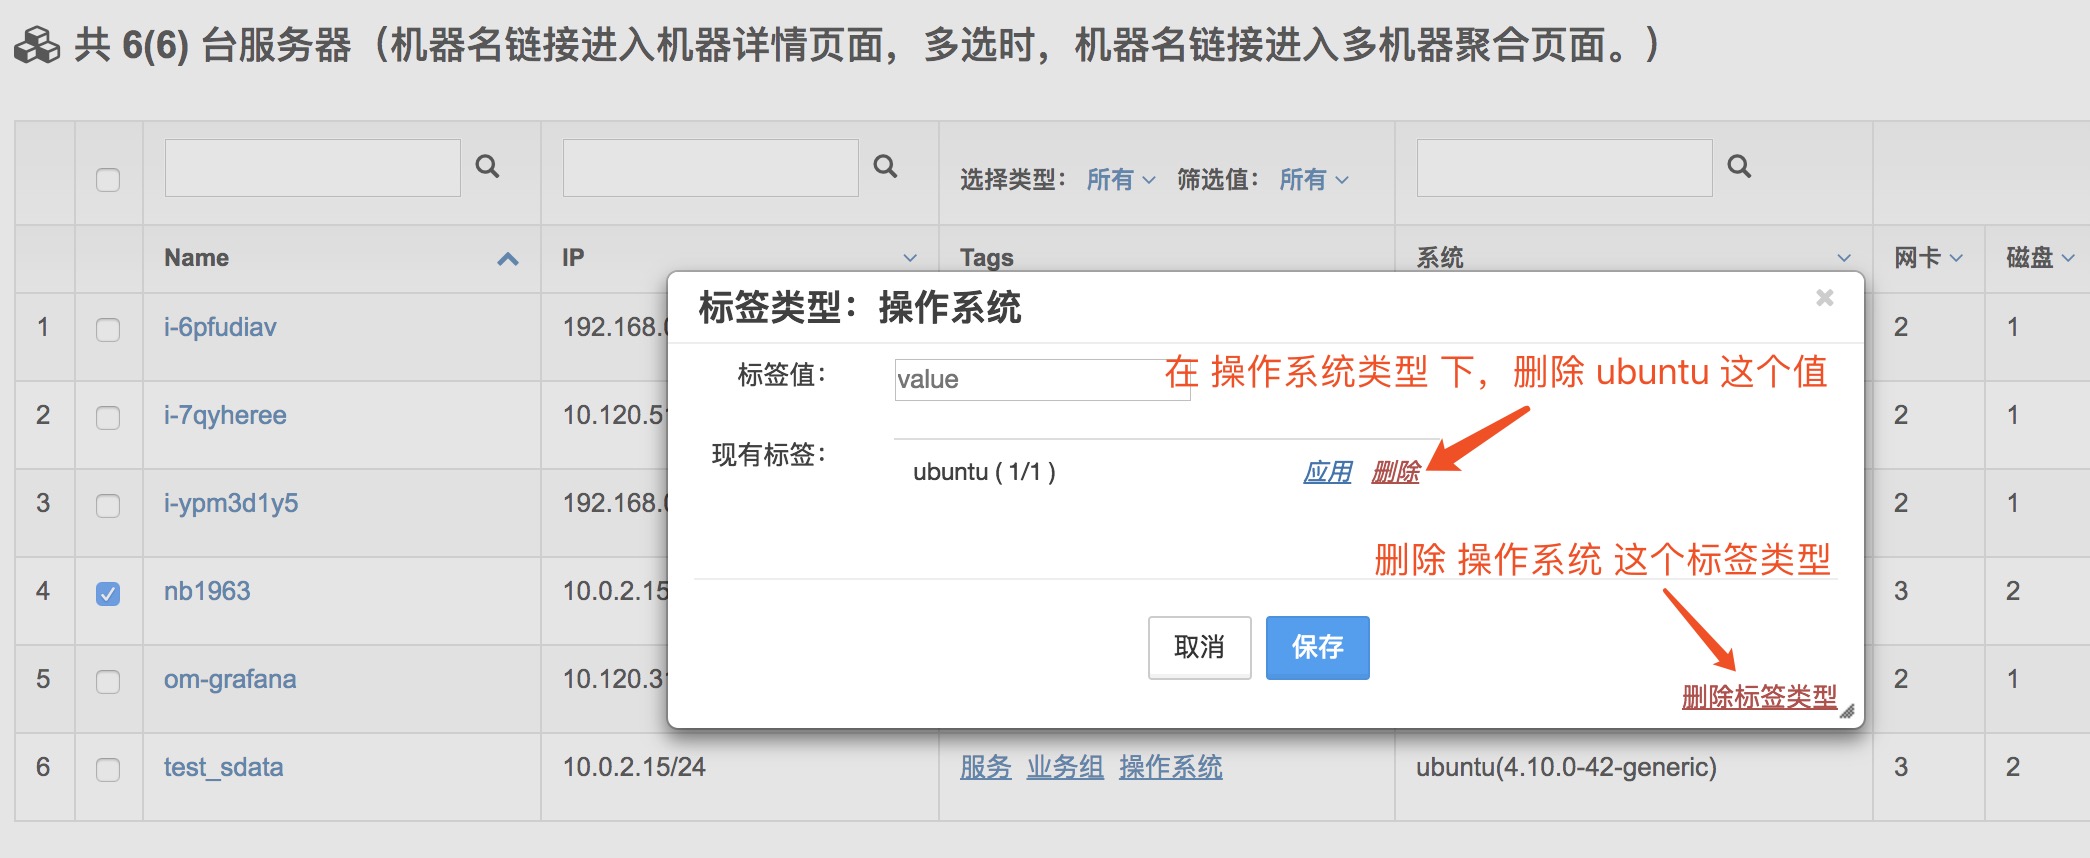 共 6(6) 台服务器（机器名链接进入机器详情页面，多选时，机器名链接进入多机器聚合页面。）
选择类型： 所有 筛选值： 所有
Name IP Tags 系统 网卡 磁盘
1 i-6pfudiav 192.168.0 2 1
2 i-7qyheree 10.120.5 2 1
3 i-ypm3d1y5 192.168.0 2 1
4 nb1963 10.0.2.15 3 2
5 om-grafana 10.120.3 2 1
6 test_sdata 10.0.2.15/24 服务 业务组 操作系统 ubuntu(4.10.0-42-generic) 3 2
标签类型：操作系统
标签值： value
在 操作系统类型 下，删除 ubuntu 这个值
现有标签： ubuntu ( 1/1 ) 应用 删除
删除 操作系统 这个标签类型
取消 保存
删除标签类型